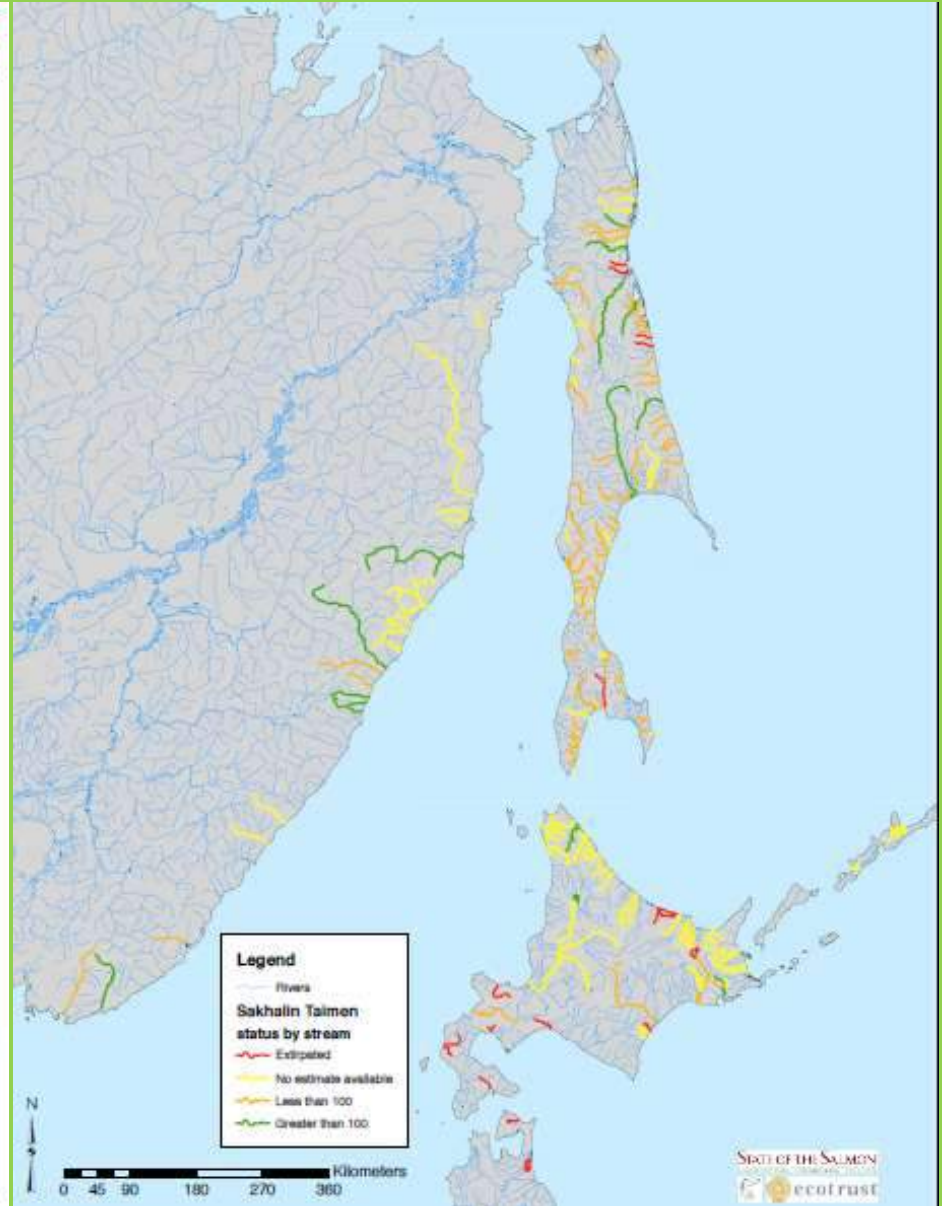 Legend
Rivers
Sakhalin Taimen
status by stream
Extirpated
No estimate available
Less than 100
Greater than 100
N
Kilometers
0 45 90 180 270 360
STATE OF THE SALMON
ecotrust